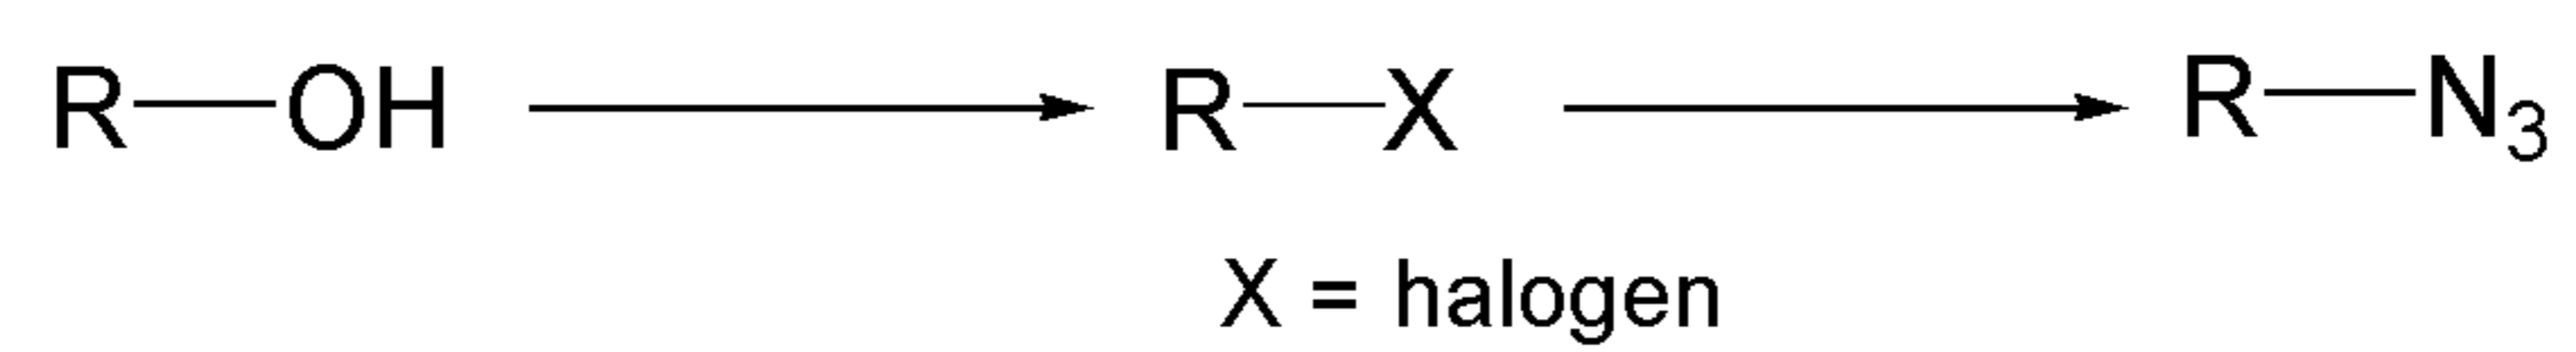 R—OH R—X R—N₃
X = halogen